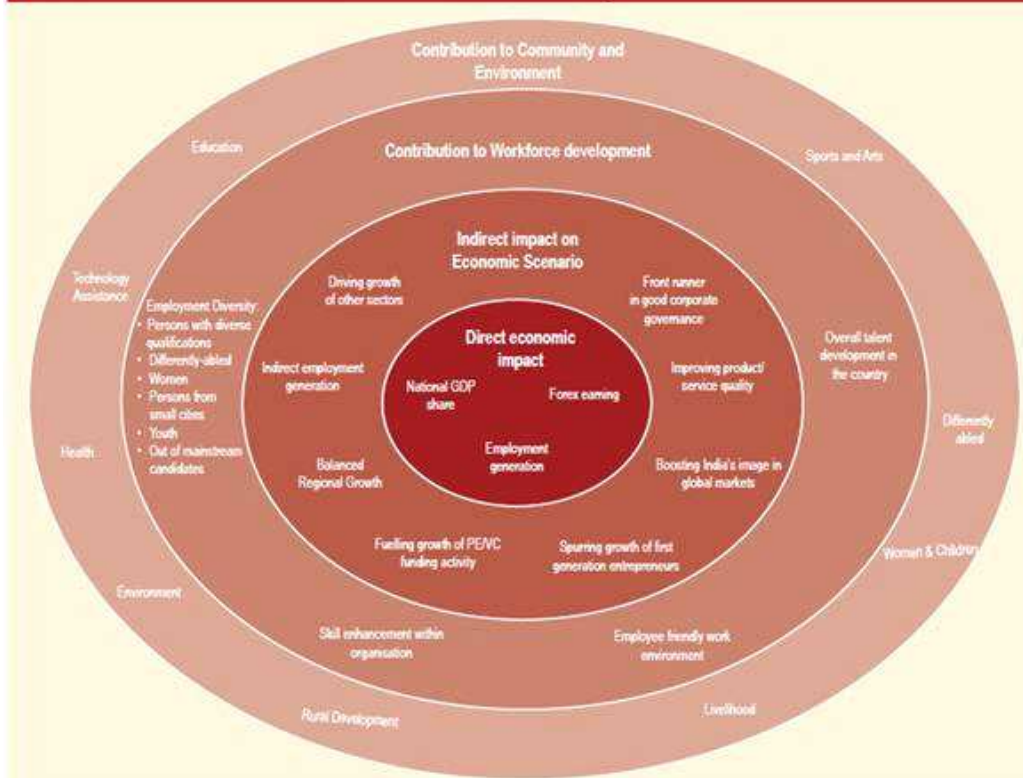 Contribution to Community and
Environment
Education
Sports and Arts
Technology
Assistance
Differently
abled
Health
Women & Children
Environment
Livelihood
Rural Development
Contribution to Workforce development
Employment Diversity
• Persons with diverse
qualifications
• Differently-abled
• Women
• Persons from
small cities
• Youth
• Out of mainstream
candidates
Overall talent
development in
the country
Skill enhancement within
organisation
Employee friendly work
environment
Indirect impact on
Economic Scenario
Driving growth
of other sectors
Front runner
in good corporate
governance
Indirect employment
generation
Improving product/
service quality
Balanced
Regional Growth
Boosting India's image in
global markets
Fuelling growth of PE/VC
funding activity
Spurring growth of first
generation entrepreneurs
Direct economic
impact
National GDP
share
Forex earning
Employment
generation